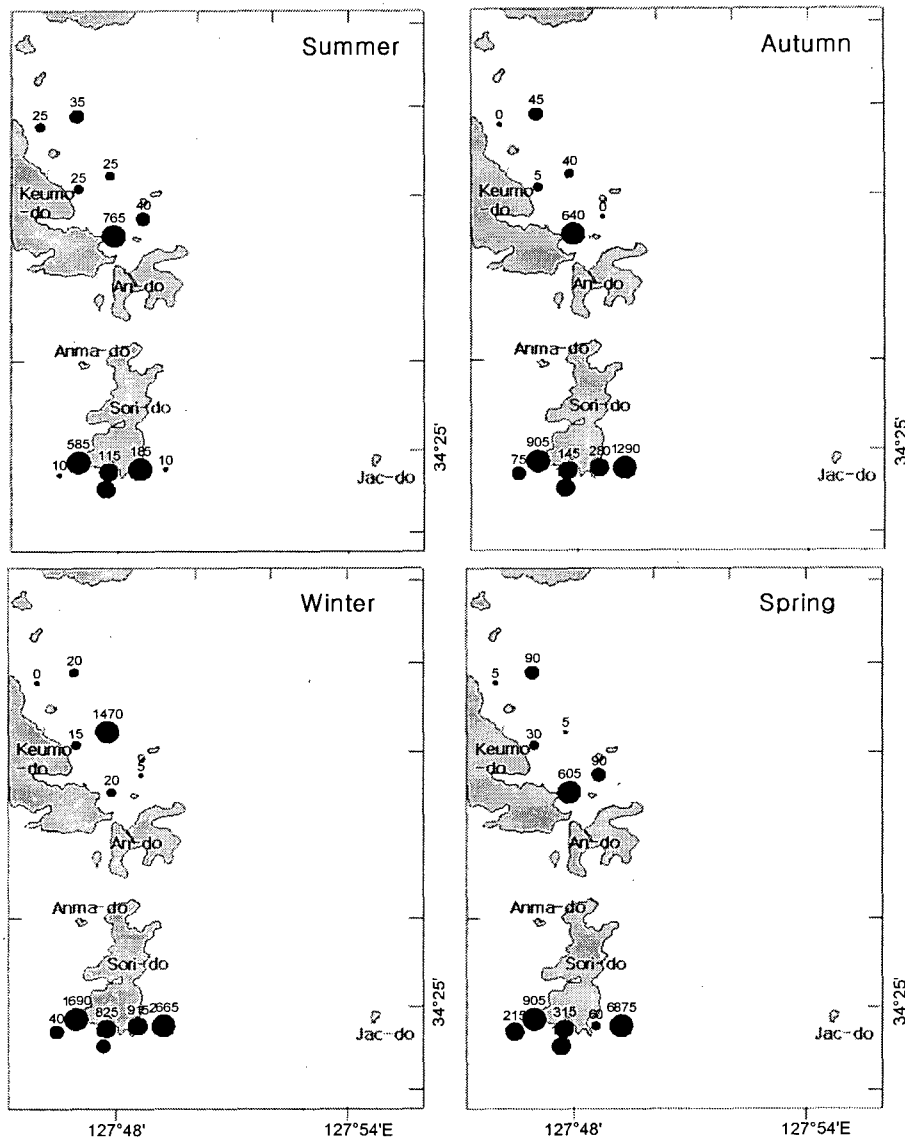 Summer
35
25
25
25
Keumo
-do
40
765
An-do
Anma-do
Sori-do
585
115
185
10
10
Jac-do
34°25'
Autumn
45
0
40
5
Keumo
-do
0
640
An-do
Anma-do
Sori-do
905
145
280
1290
75
Jac-do
34°25'
Winter
20
0
1470
15
Keumo
-do
5
20
An-do
Anma-do
Sori-do
1690
825
915
2665
40
Jac-do
34°25'
127°48'
127°54'E
Spring
90
5
5
30
Keumo
-do
90
605
An-do
Anma-do
Sori-do
905
315
60
6875
215
Jac-do
34°25'
127°48'
127°54'E